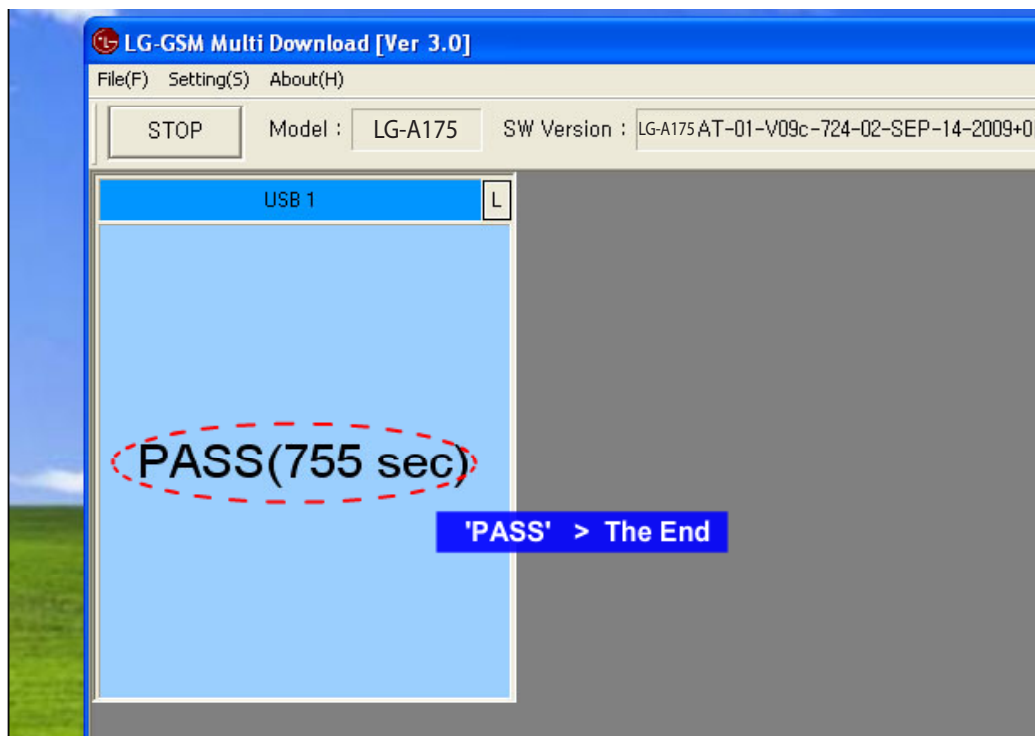 LG-GSM Multi Download [Ver 3.0]
File(F) Setting(S) About(H)
STOP Model : LG-A175 SW Version : LG-A175 AT-01-V09c-724-02-SEP-14-2009+0
USB 1 L
PASS(755 sec)
'PASS' > The End